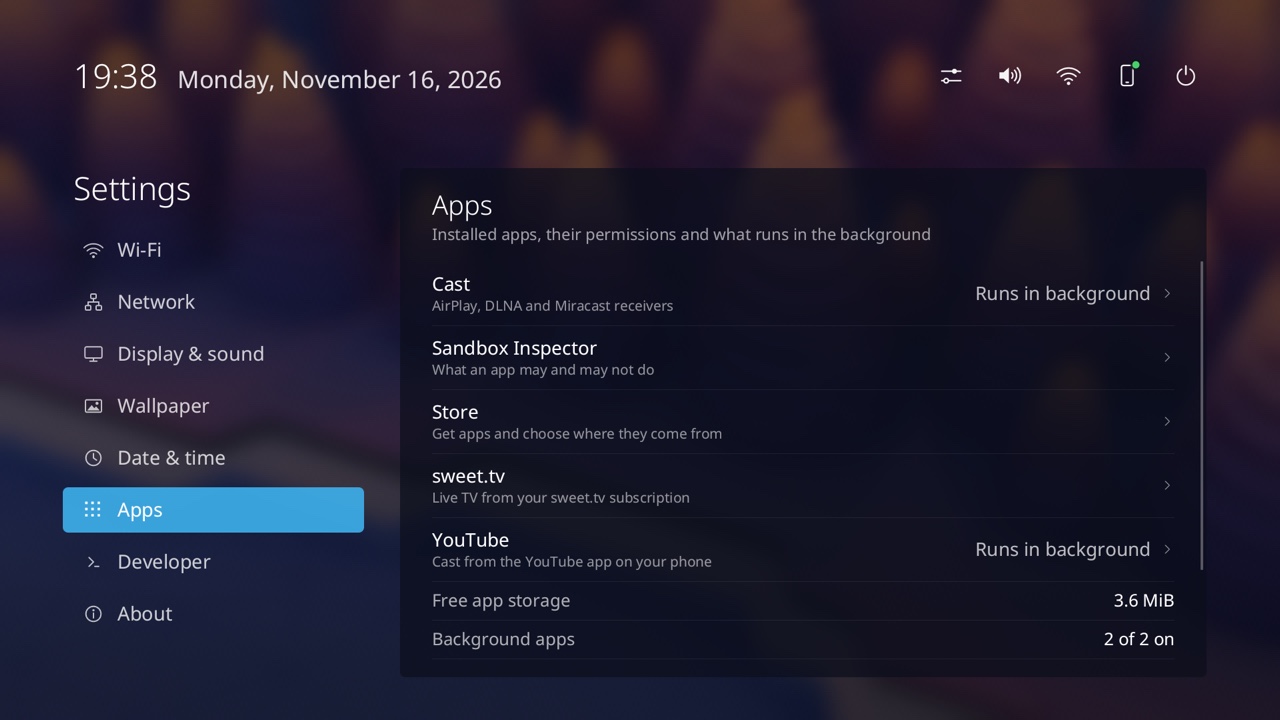 19:38 Monday, November 16, 2026
Settings
Wi-Fi
Network
Display & sound
Wallpaper
Date & time
Apps
Developer
About
Apps
Installed apps, their permissions and what runs in the background
Cast
AirPlay, DLNA and Miracast receivers
Runs in background
Sandbox Inspector
What an app may and may not do
Store
Get apps and choose where they come from
sweet.tv
Live TV from your sweet.tv subscription
YouTube
Cast from the YouTube app on your phone
Runs in background
Free app storage 3.6 MiB
Background apps 2 of 2 on